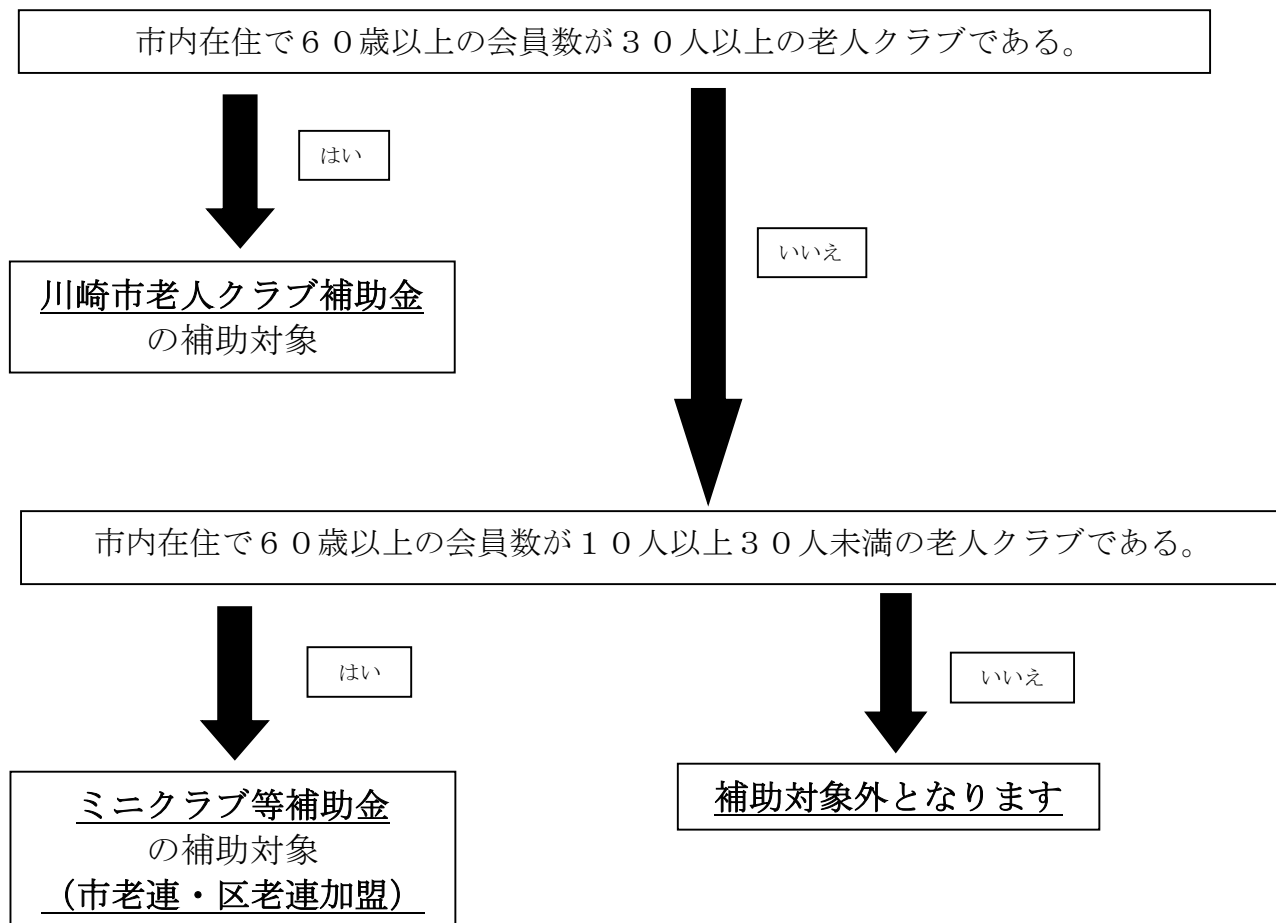 市内在住で６０歳以上の会員数が３０人以上の老人クラブである。
はい
いいえ
川崎市老人クラブ補助金
の補助対象
市内在住で６０歳以上の会員数が１０人以上３０人未満の老人クラブである。
はい
いいえ
ミニクラブ等補助金
の補助対象
（市老連・区老連加盟）
補助対象外となります